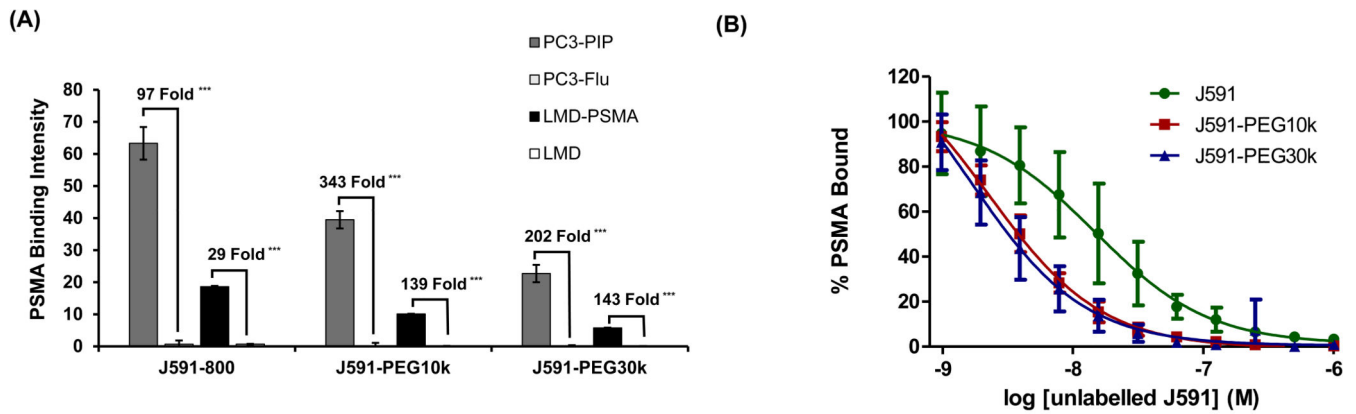 (A)
PC3-PIP
PC3-Flu
LMD-PSMA
LMD
PSMA Binding Intensity
80
70
60
50
40
30
20
10
0
97 Fold ***
29 Fold ***
343 Fold ***
139 Fold ***
202 Fold ***
143 Fold ***
J591-800
J591-PEG10k
J591-PEG30k
(B)
J591
J591-PEG10k
J591-PEG30k
% PSMA Bound
120
100
80
60
40
20
0
-9
-8
-7
-6
log [unlabelled J591] (M)